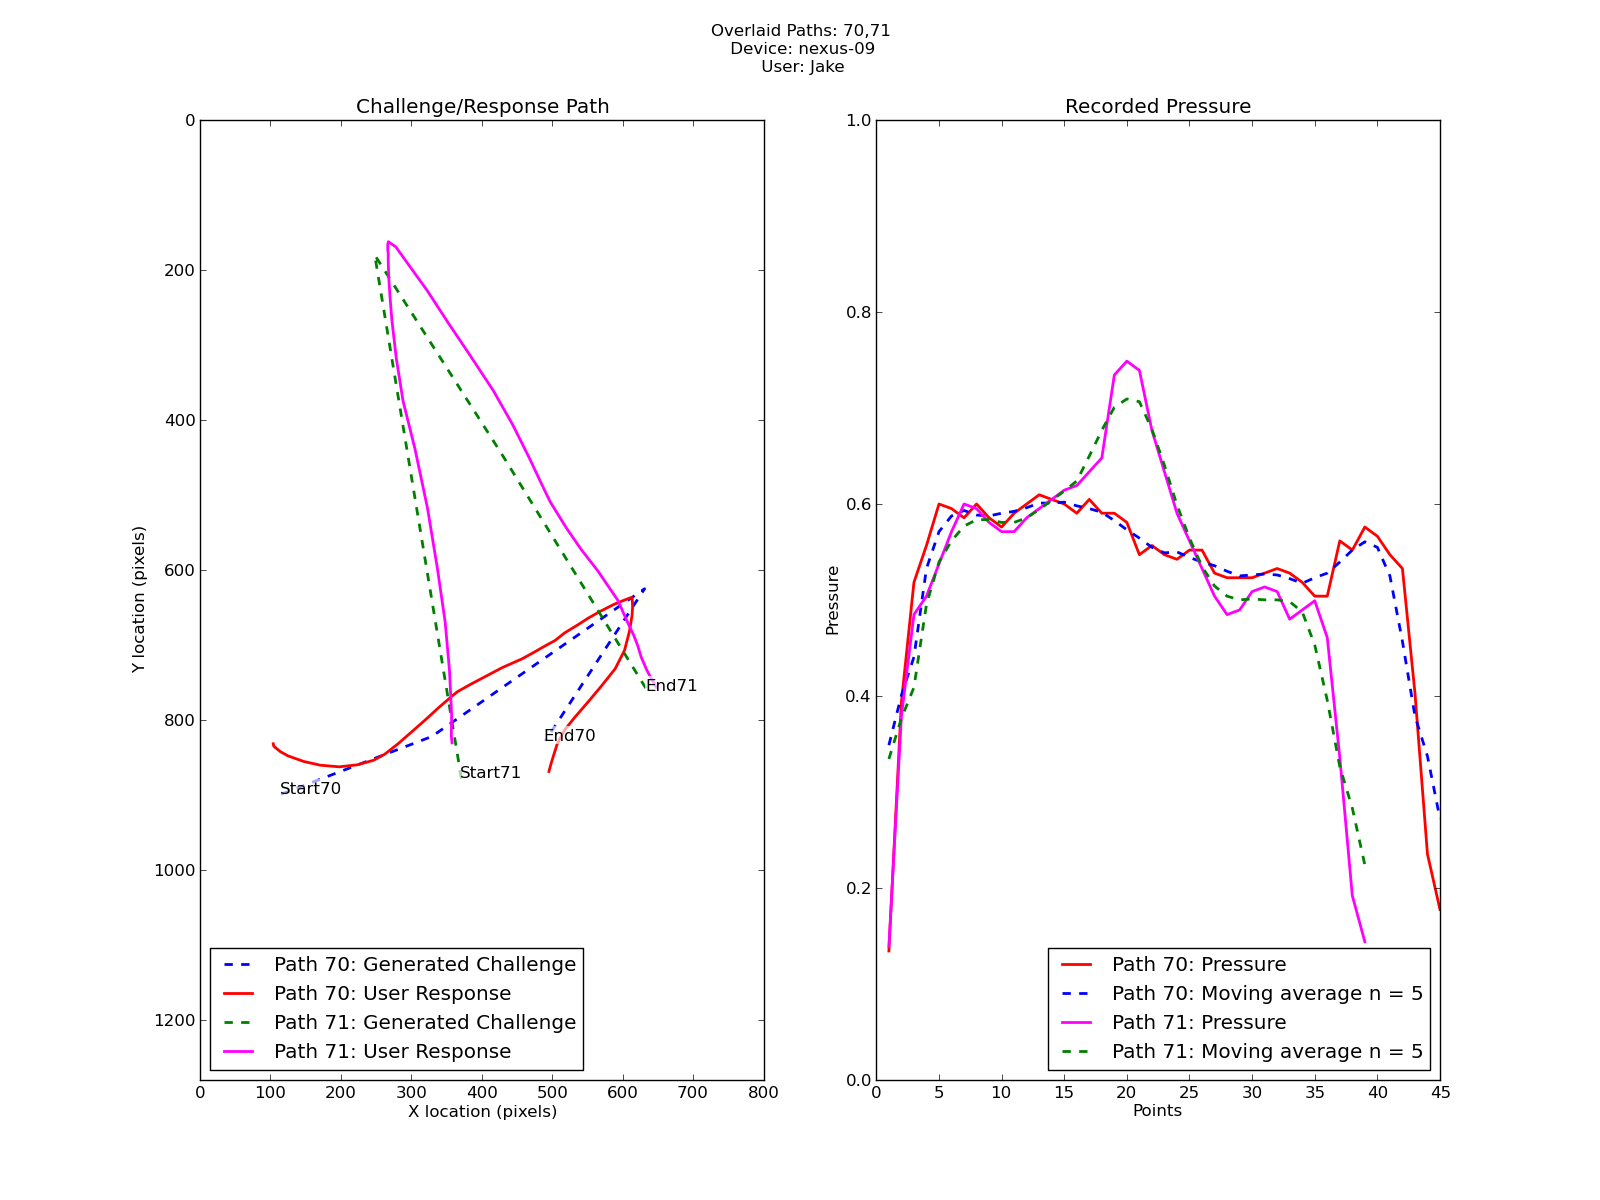 Overlaid Paths: 70,71
Device: nexus-09
User: Jake
Challenge/Response Path
0
200
400
600
800
1000
1200
Y location (pixels)
Start70
Start71
End70
End71
Path 70: Generated Challenge
Path 70: User Response
Path 71: Generated Challenge
Path 71: User Response
0 100 200 300 400 500 600 700 800
X location (pixels)
Recorded Pressure
1.0
0.8
0.6
0.4
0.2
0.0
Pressure
Path 70: Pressure
Path 70: Moving average n = 5
Path 71: Pressure
Path 71: Moving average n = 5
0 5 10 15 20 25 30 35 40 45
Points